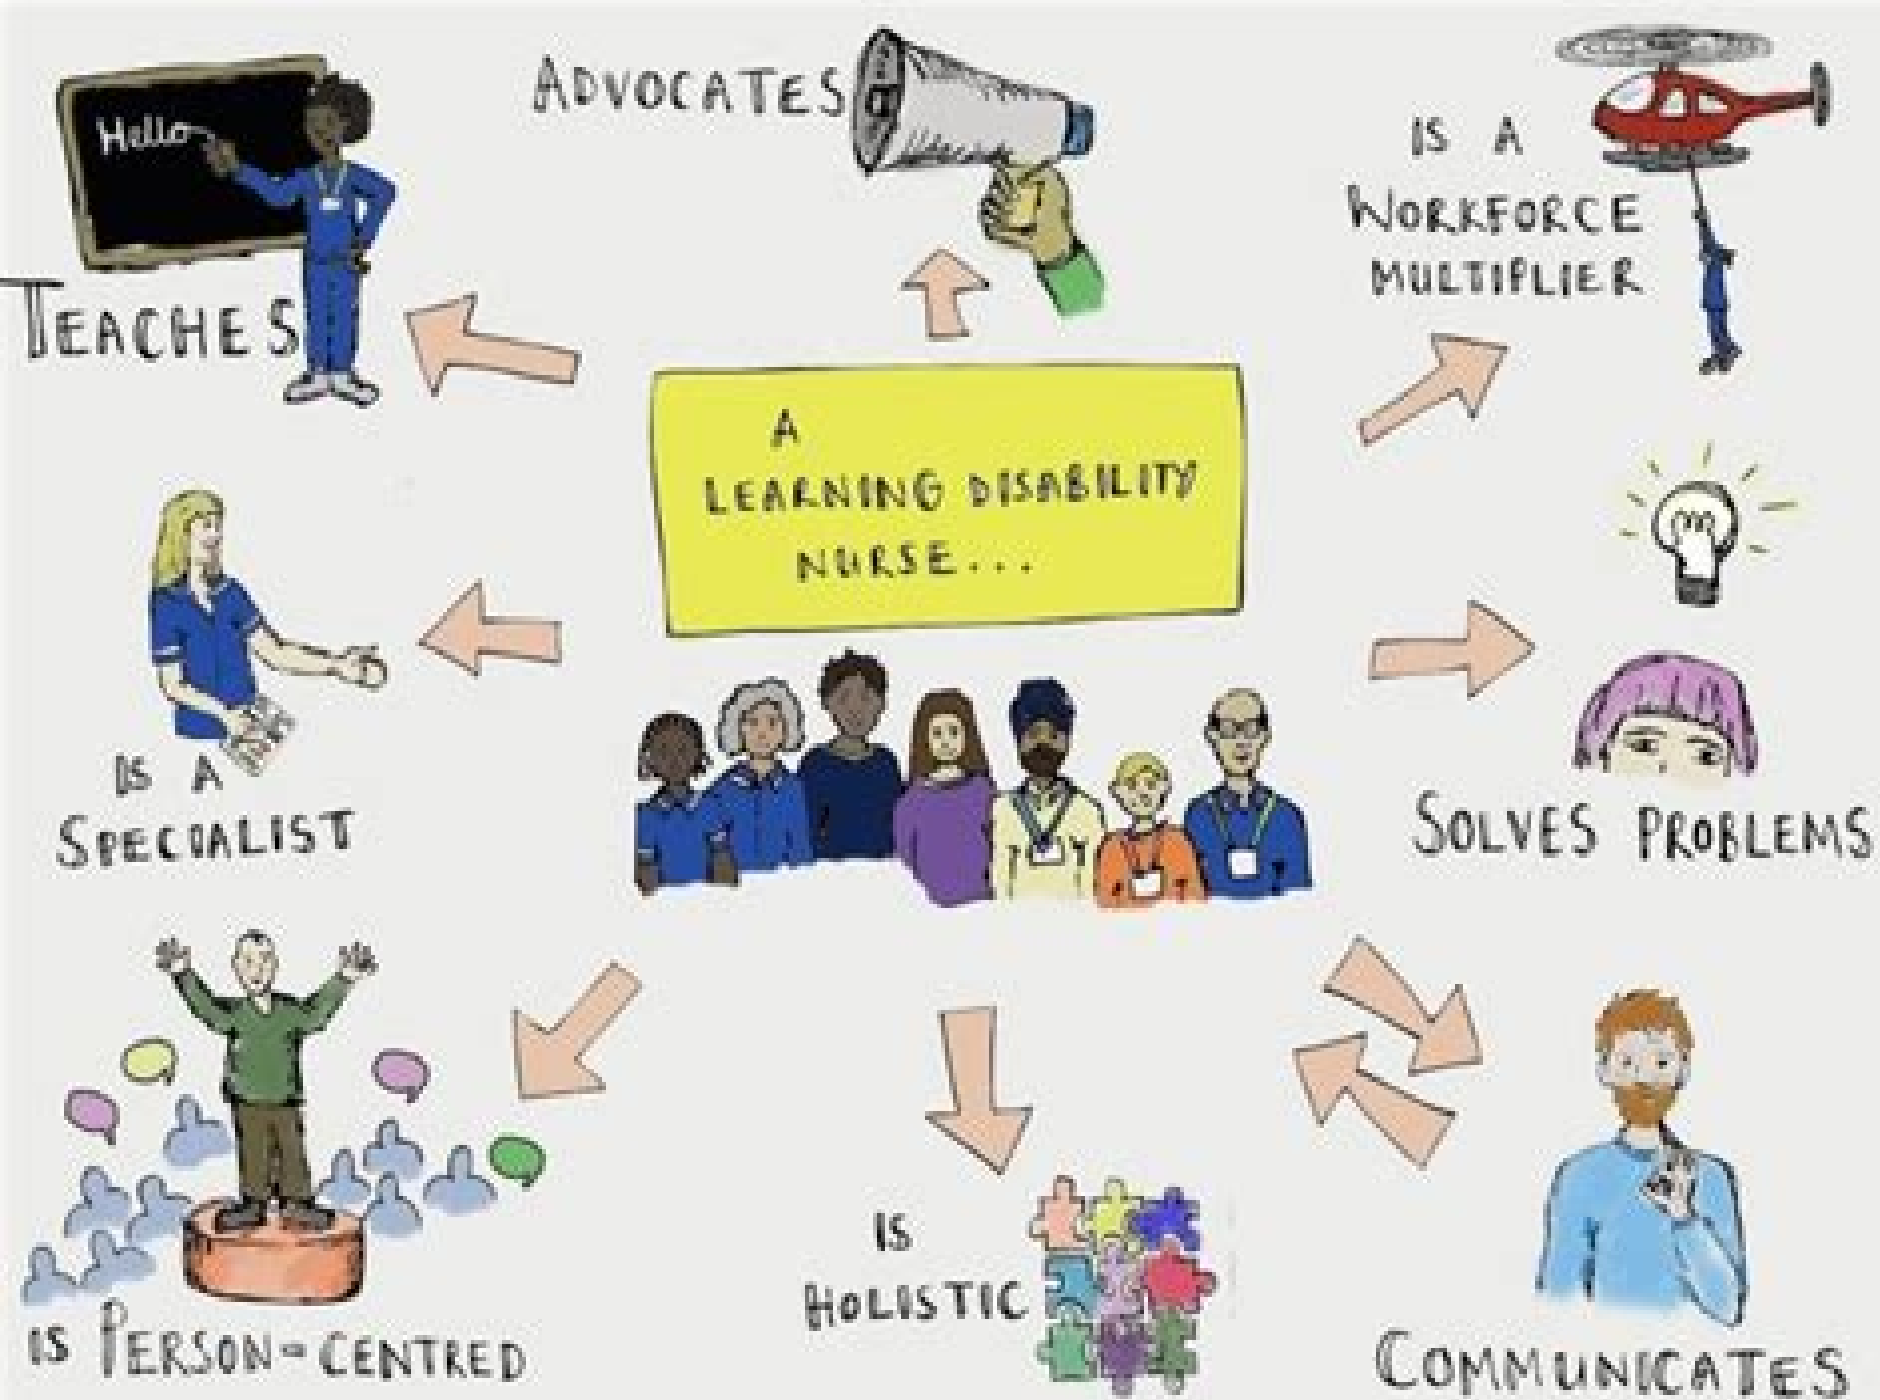 Hello
TEACHES
ADVOCATES
IS A
WORKFORCE
MULTIPLIER
A
LEARNING DISABILITY
NURSE...
IS A
SPECIALIST
SOLVES PROBLEMS
IS PERSON-CENTRED
IS
HOLISTIC
COMMUNICATES